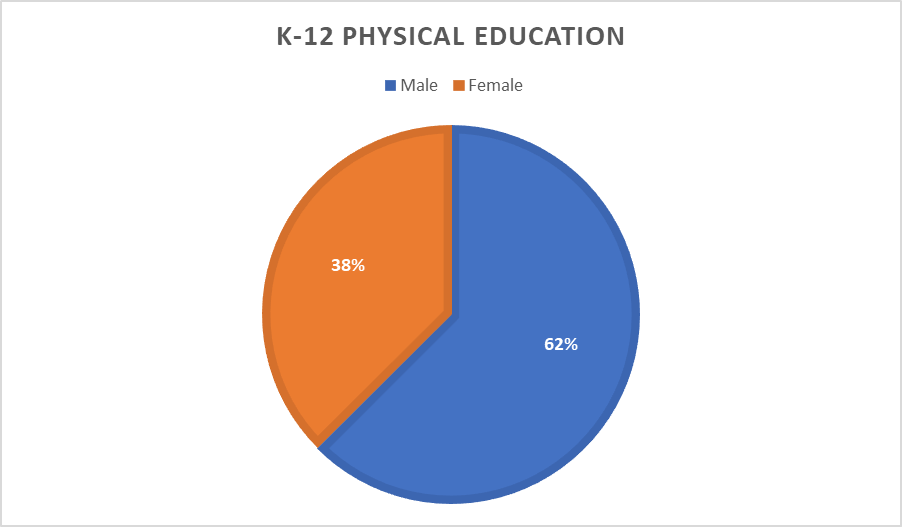 K-12 PHYSICAL EDUCATION
Male Female
38%
62%